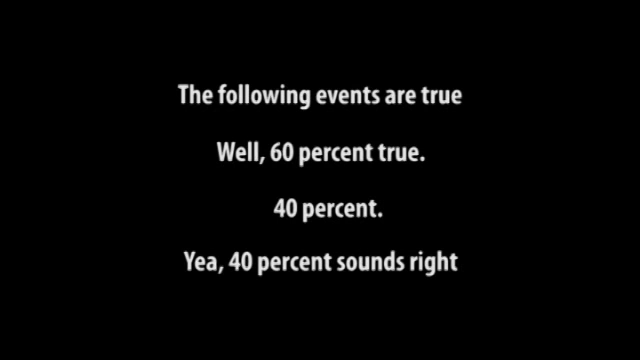 The following events are true
Well, 60 percent true.
40 percent.
Yea, 40 percent sounds right